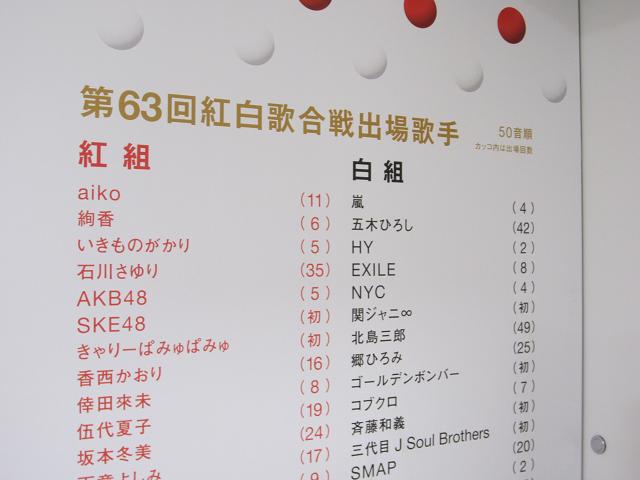 第63回紅白歌合戦出場歌手
50音順
カッコ内は出場回数
紅組
aiko (11)
絢香 (6)
いきものがかり (5)
石川さゆり (35)
AKB48 (5)
SKE48 (初)
きゃりーぱみゅぱみゅ (初)
香西かおり (16)
倖田來未 (8)
伍代夏子 (19)
坂本冬美 (24)
天童よしみ (17)
(9)
白組
嵐 (4)
五木ひろし (42)
HY (2)
EXILE (8)
NYC (4)
関ジャニ∞ (初)
北島三郎 (49)
郷ひろみ (25)
ゴールデンボンバー (初)
コブクロ (7)
斉藤和義 (初)
三代目 J Soul Brothers (初)
SMAP (20)
(2)